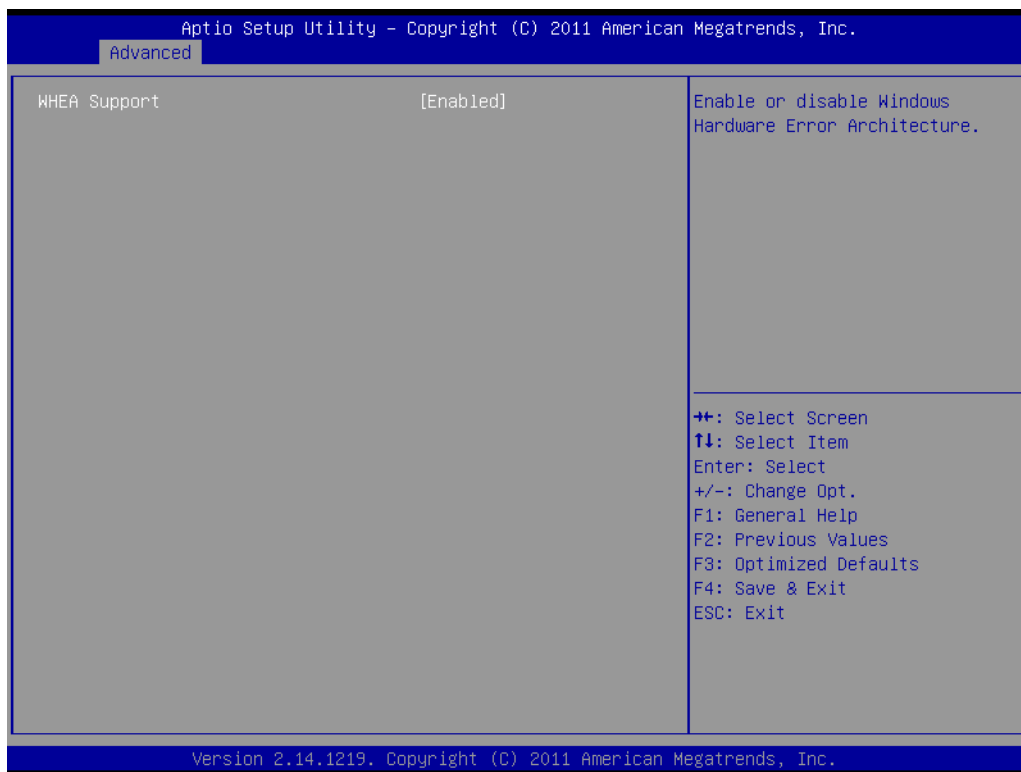 Aptio Setup Utility – Copyright (C) 2011 American Megatrends, Inc.
Advanced
WHEA Support [Enabled]
Enable or disable Windows
Hardware Error Architecture.
→←: Select Screen
↑↓: Select Item
Enter: Select
+/-: Change Opt.
F1: General Help
F2: Previous Values
F3: Optimized Defaults
F4: Save & Exit
ESC: Exit
Version 2.14.1219. Copyright (C) 2011 American Megatrends, Inc.